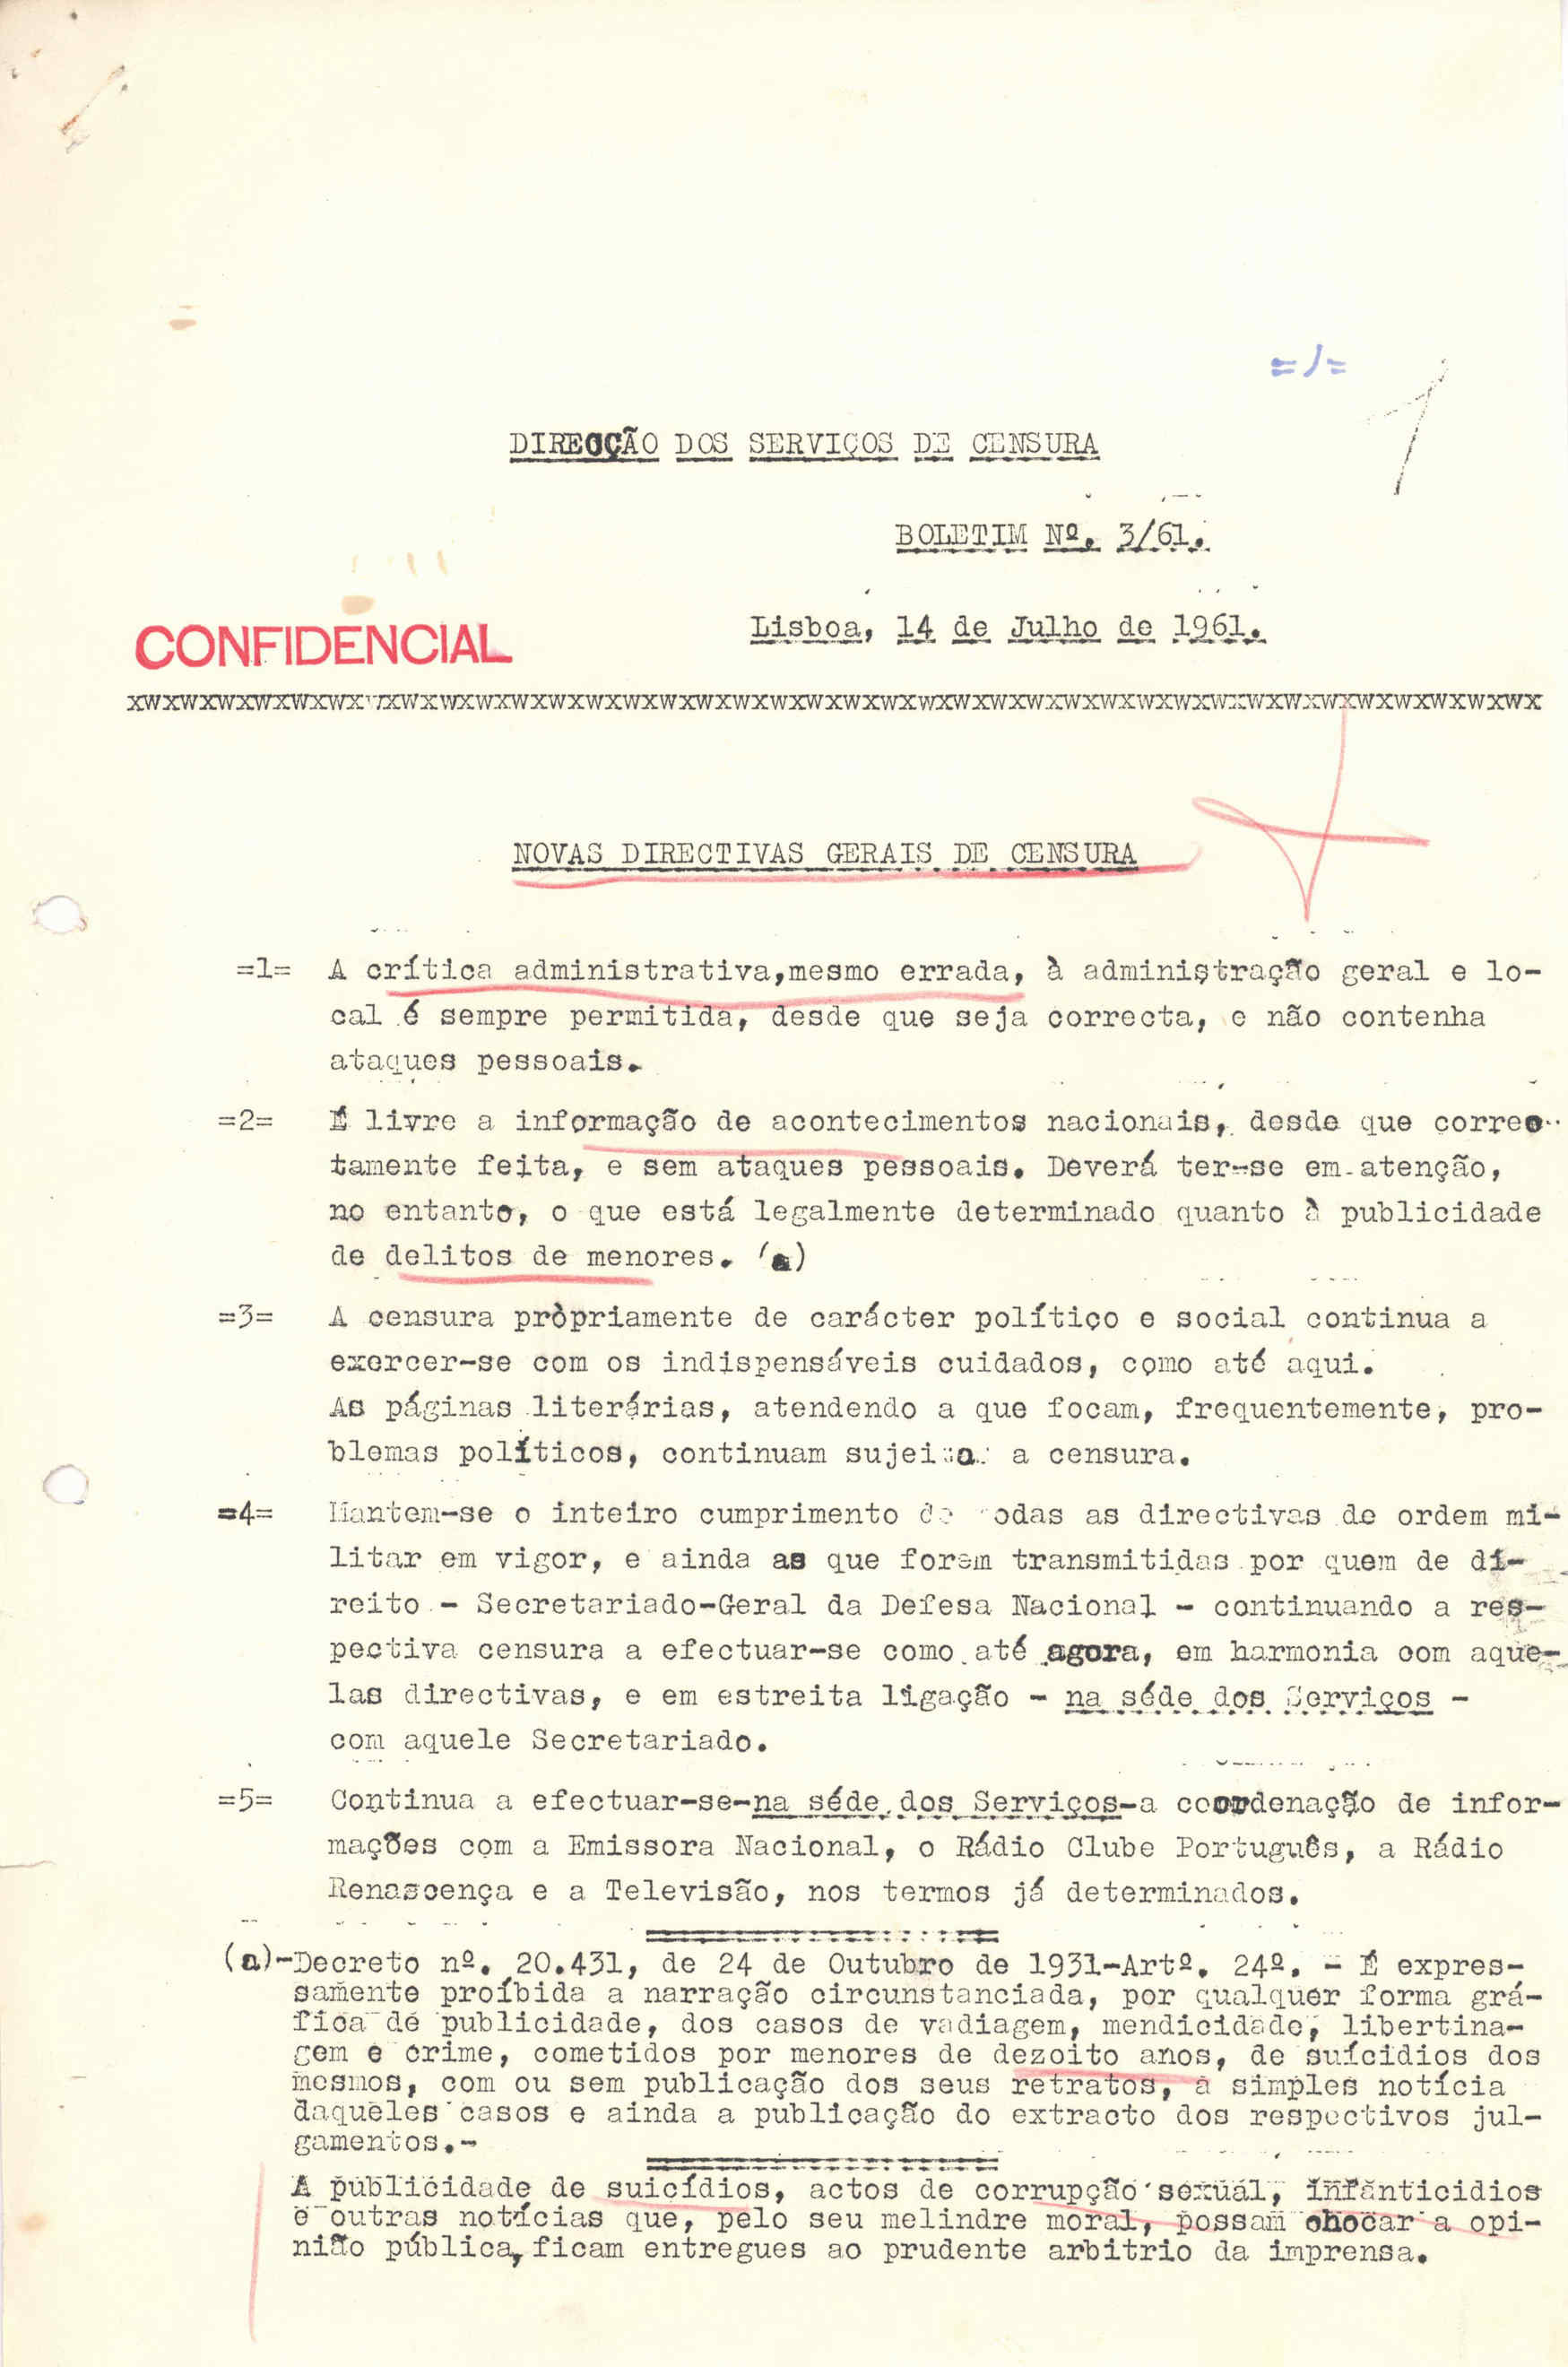 =1=
1
DIRECÇÃO DOS SERVIÇOS DE CENSURA
BOLETIM Nº. 3/61.
CONFIDENCIAL
Lisboa, 14 de Julho de 1961.
NOVAS DIRECTIVAS GERAIS DE CENSURA
=1= A crítica administrativa,mesmo errada, à administração geral e lo-
cal é sempre permitida, desde que seja correcta, e não contenha
ataques pessoais.
=2= É livre a informação de acontecimentos nacionais, desde que correc-
tamente feita, e sem ataques pessoais. Deverá ter-se em atenção,
no entanto, o que está legalmente determinado quanto à publicidade
de delitos de menores. (a)
=3= A censura pròpriamente de carácter político e social continua a
exercer-se com os indispensáveis cuidados, como até aqui.
As páginas literárias, atendendo a que focam, frequentemente, pro-
blemas políticos, continuam sujeitas a censura.
=4= Mantem-se o inteiro cumprimento de todas as directivas de ordem mi-
litar em vigor, e ainda as que forem transmitidas por quem de di-
reito - Secretariado-Geral da Defesa Nacional - continuando a res-
pectiva censura a efectuar-se como até agora, em harmonia com aque-
las directivas, e em estreita ligação - na séde dos Serviços -
com aquele Secretariado.
=5= Continua a efectuar-se-na séde dos Serviços-a coordenação de infor-
mações com a Emissora Nacional, o Rádio Clube Português, a Rádio
Renascença e a Televisão, nos termos já determinados.
(a)-Decreto nº. 20.431, de 24 de Outubro de 1931-Artº. 24º. - É expres-
samente proíbida a narração circunstanciada, por qualquer forma grá-
fica de publicidade, dos casos de vadiagem, mendicidade, libertina-
gem e crime, cometidos por menores de dezoito anos, de suícidios dos
mesmos, com ou sem publicação dos seus retratos, a simples notícia
daqueles casos e ainda a publicação do extracto dos respectivos jul-
gamentos.-
A publicidade de suicídios, actos de corrupção sexual, infanticidios
e outras notícias que, pelo seu melindre moral, possam chocar a opi-
nião pública, ficam entregues ao prudente arbitrio da imprensa.